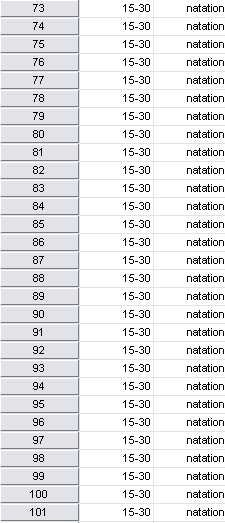 73 15-30 natation
74 15-30 natation
75 15-30 natation
76 15-30 natation
77 15-30 natation
78 15-30 natation
79 15-30 natation
80 15-30 natation
81 15-30 natation
82 15-30 natation
83 15-30 natation
84 15-30 natation
85 15-30 natation
86 15-30 natation
87 15-30 natation
88 15-30 natation
89 15-30 natation
90 15-30 natation
91 15-30 natation
92 15-30 natation
93 15-30 natation
94 15-30 natation
95 15-30 natation
96 15-30 natation
97 15-30 natation
98 15-30 natation
99 15-30 natation
100 15-30 natation
101 15-30 natation